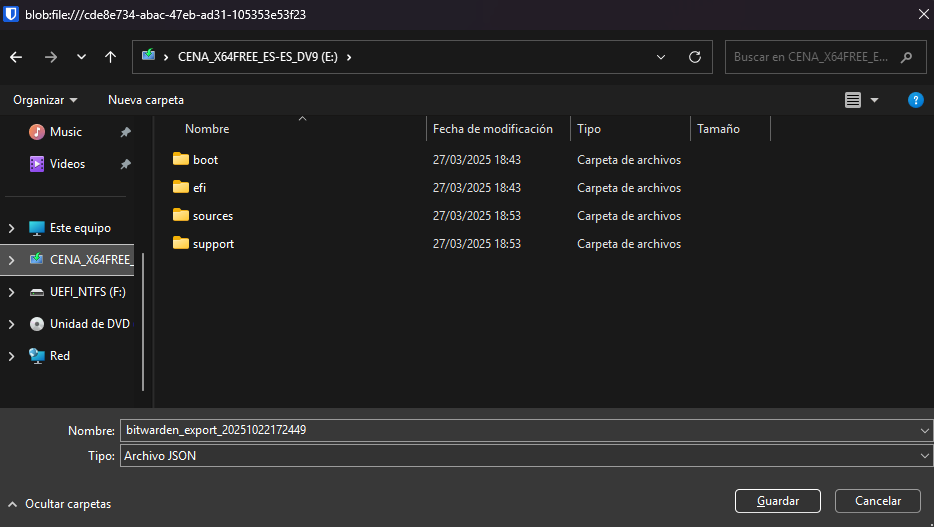 blob:file:///cde8e734-abac-47eb-ad31-105353e53f23
CENA_X64FREE_ES-ES_DV9 (E:)
Buscar en CENA_X64FREE_E...
Organizar
Nueva carpeta
Music
Videos
Este equipo
CENA_X64FREE_
UEFI_NTFS (F:)
Unidad de DVD
Red
Nombre Fecha de modificación Tipo Tamaño
boot 27/03/2025 18:43 Carpeta de archivos
efi 27/03/2025 18:43 Carpeta de archivos
sources 27/03/2025 18:53 Carpeta de archivos
support 27/03/2025 18:53 Carpeta de archivos
Nombre: bitwarden_export_20251022172449
Tipo: Archivo JSON
Ocultar carpetas
Guardar
Cancelar